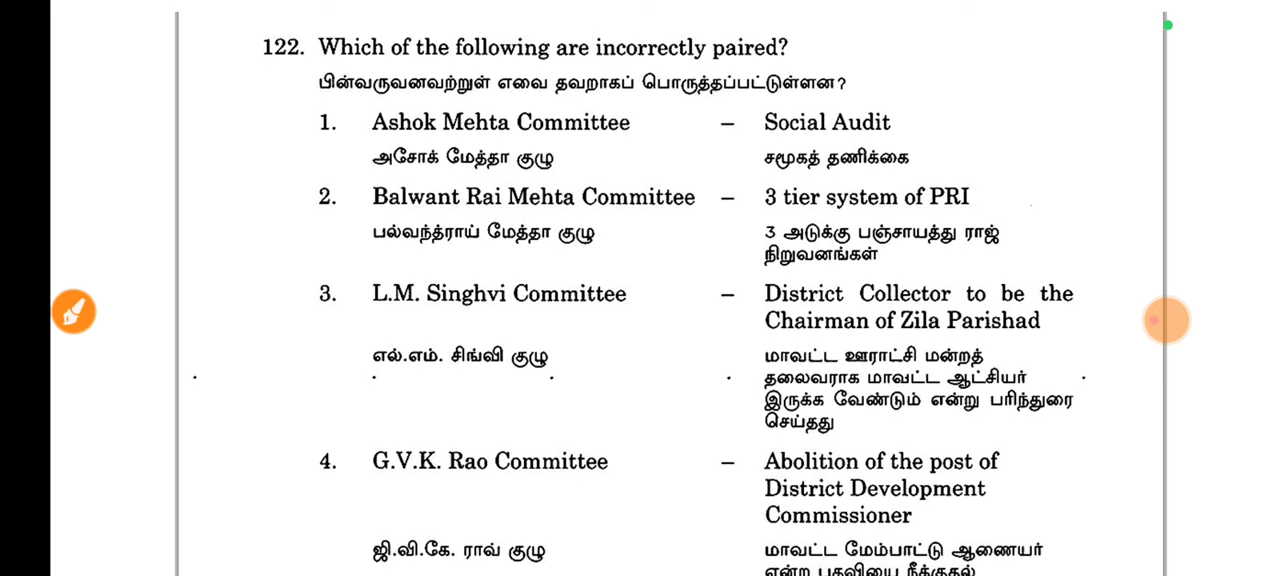 122. Which of the following are incorrectly paired?
பின்வருவனவற்றுள் எவை தவறாகப் பொருத்தப்பட்டுள்ளன?
1. Ashok Mehta Committee – Social Audit
அசோக் மேத்தா குழு சமூகத் தணிக்கை
2. Balwant Rai Mehta Committee – 3 tier system of PRI
பல்வந்த்ராய் மேத்தா குழு 3 அடுக்கு பஞ்சாயத்து ராஜ்
நிறுவனங்கள்
3. L.M. Singhvi Committee – District Collector to be the
Chairman of Zila Parishad
எல்.எம். சிங்வி குழு மாவட்ட ஊராட்சி மன்றத்
தலைவராக மாவட்ட ஆட்சியர்
இருக்க வேண்டும் என்று பரிந்துரை
செய்தது
4. G.V.K. Rao Committee – Abolition of the post of
District Development
Commissioner
ஜி.வி.கே. ராவ் குழு மாவட்ட மேம்பாட்டு ஆணையர்
என்ற பதவியை நீக்குதல்